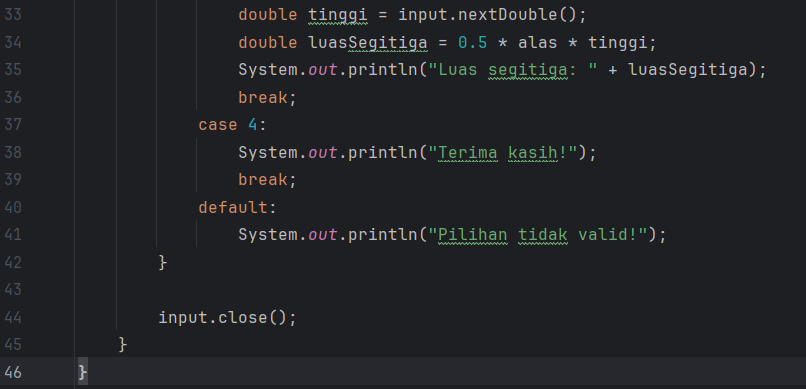 33 double tinggi = input.nextDouble();
34 double luasSegitiga = 0.5 * alas * tinggi;
35 System.out.println("Luas segitiga: " + luasSegitiga);
36 break;
37 case 4:
38 System.out.println("Terima kasih!");
39 break;
40 default:
41 System.out.println("Pilihan tidak valid!");
42 }
43
44 input.close();
45 }
46 }